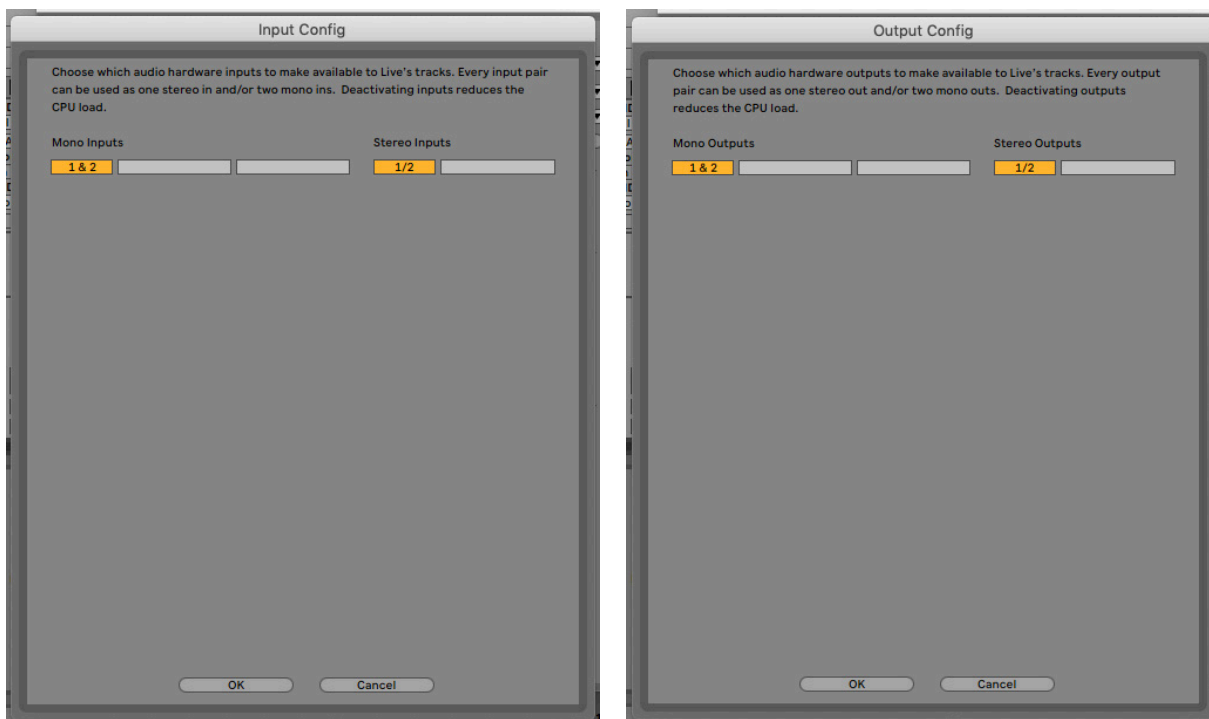 Input Config
Choose which audio hardware inputs to make available to Live's tracks. Every input pair
can be used as one stereo in and/or two mono ins. Deactivating inputs reduces the
CPU load.
Mono Inputs
Stereo Inputs
1 & 2
1/2
OK
Cancel
Output Config
Choose which audio hardware outputs to make available to Live's tracks. Every output
pair can be used as one stereo out and/or two mono outs. Deactivating outputs
reduces the CPU load.
Mono Outputs
Stereo Outputs
1 & 2
1/2
OK
Cancel